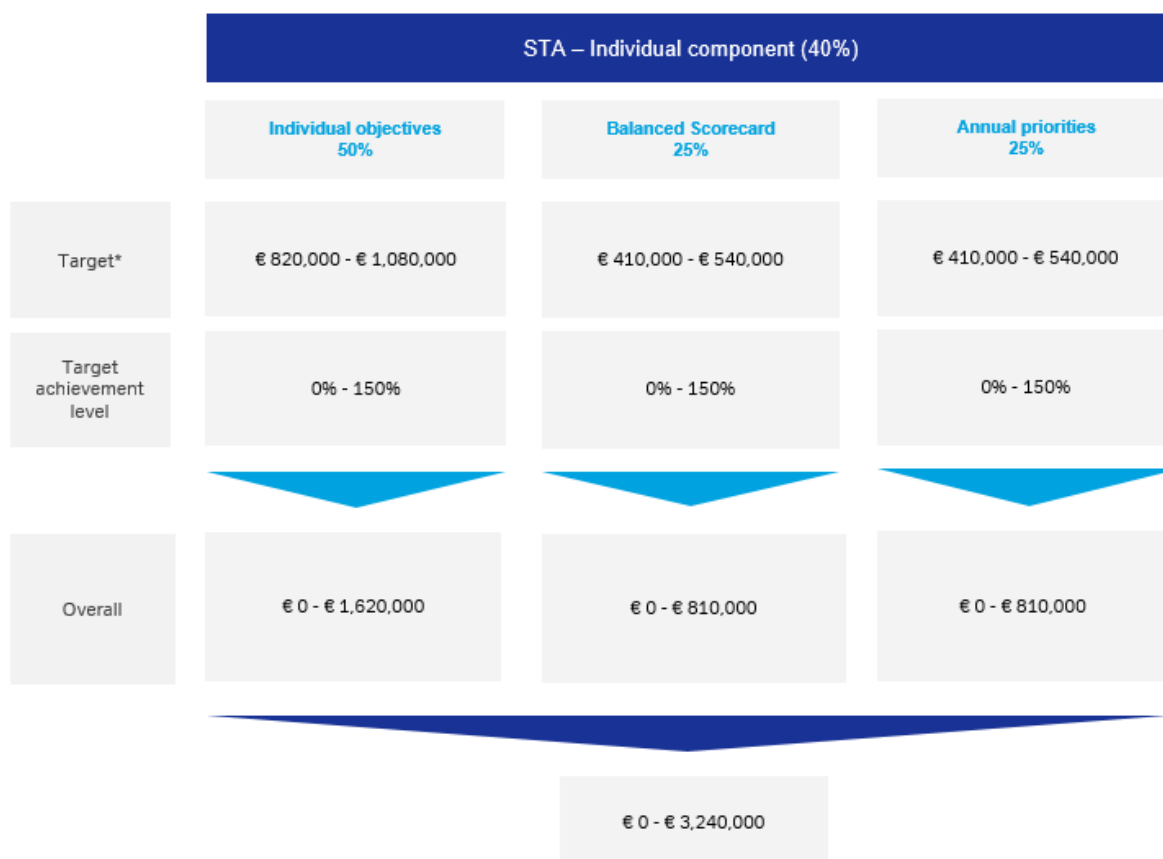 STA – Individual component (40%)
Individual objectives
50%
Balanced Scorecard
25%
Annual priorities
25%
Target*
€ 820,000 - € 1,080,000
€ 410,000 - € 540,000
€ 410,000 - € 540,000
Target
achievement
level
0% - 150%
0% - 150%
0% - 150%
Overall
€ 0 - € 1,620,000
€ 0 - € 810,000
€ 0 - € 810,000
€ 0 - € 3,240,000